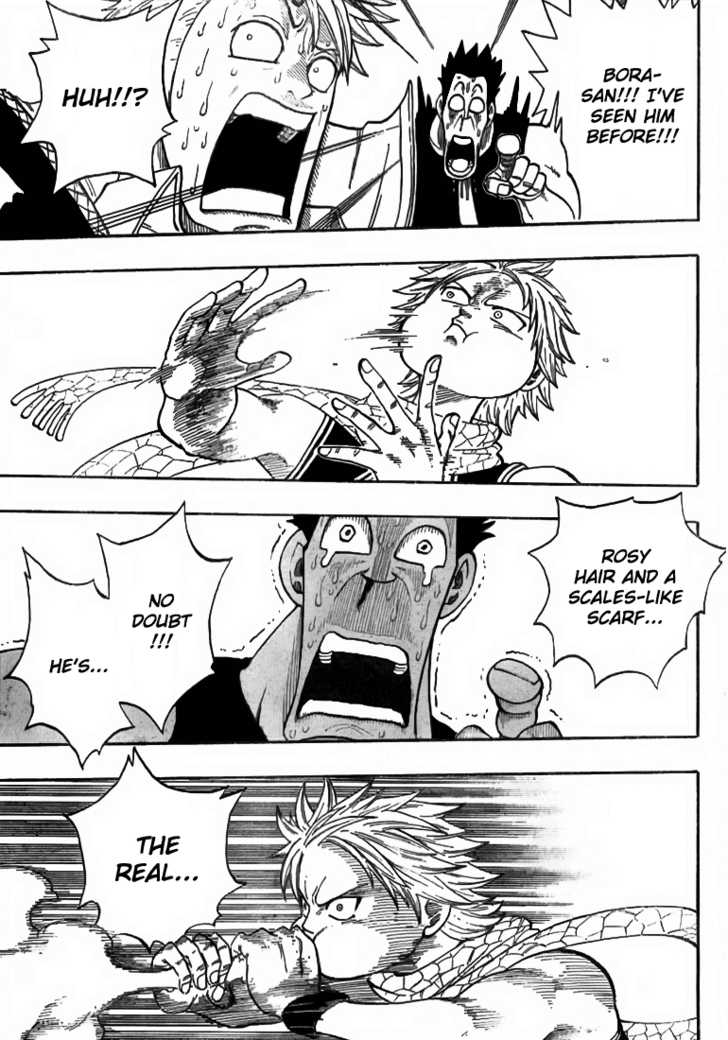 BORA-
SAN!!! I'VE
SEEN HIM
BEFORE!!!
HUH!!?
ROSY
HAIR AND A
SCALES-LIKE
SCARF...
NO
DOUBT
!!!
HE'S...
THE
REAL...